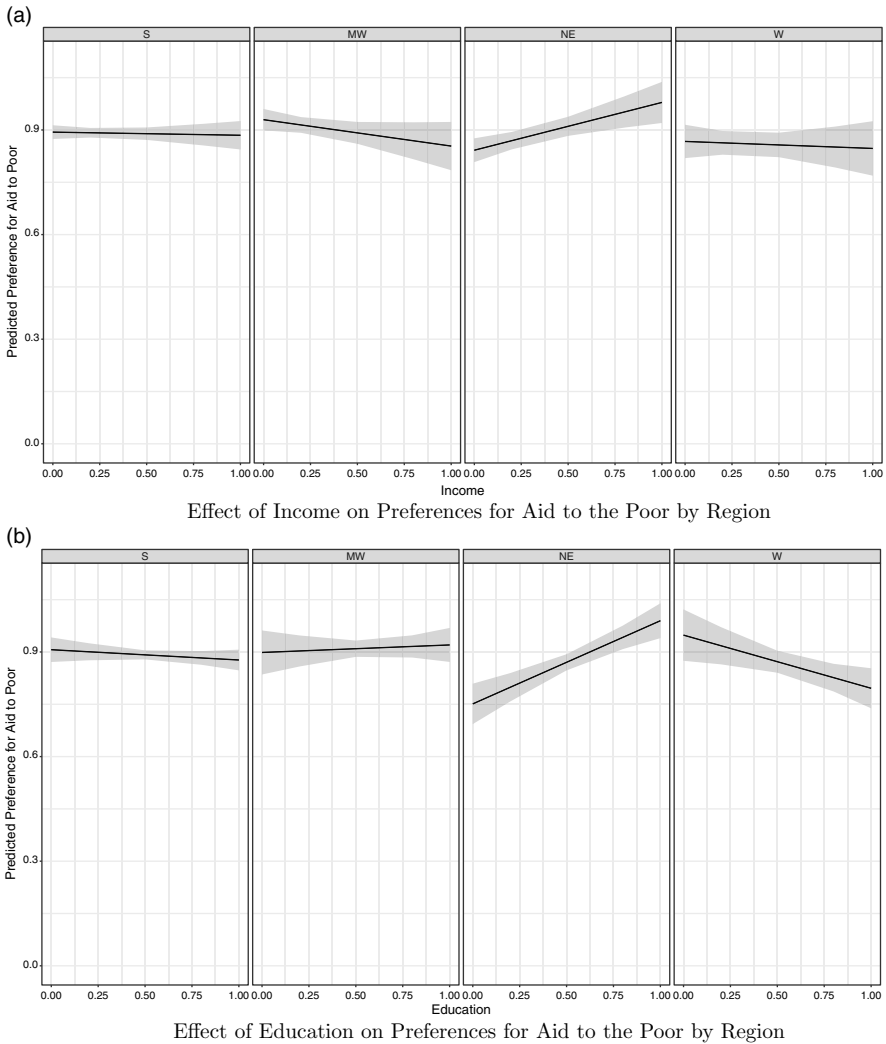 (a)
S MW NE W
Predicted Preference for Aid to Poor
0.9
0.6
0.3
0.0
0.00 0.25 0.50 0.75 1.00 0.00 0.25 0.50 0.75 1.00 0.00 0.25 0.50 0.75 1.00 0.00 0.25 0.50 0.75 1.00
Income
Effect of Income on Preferences for Aid to the Poor by Region
(b)
S MW NE W
Predicted Preference for Aid to Poor
0.9
0.6
0.3
0.0
0.00 0.25 0.50 0.75 1.00 0.00 0.25 0.50 0.75 1.00 0.00 0.25 0.50 0.75 1.00 0.00 0.25 0.50 0.75 1.00
Education
Effect of Education on Preferences for Aid to the Poor by Region